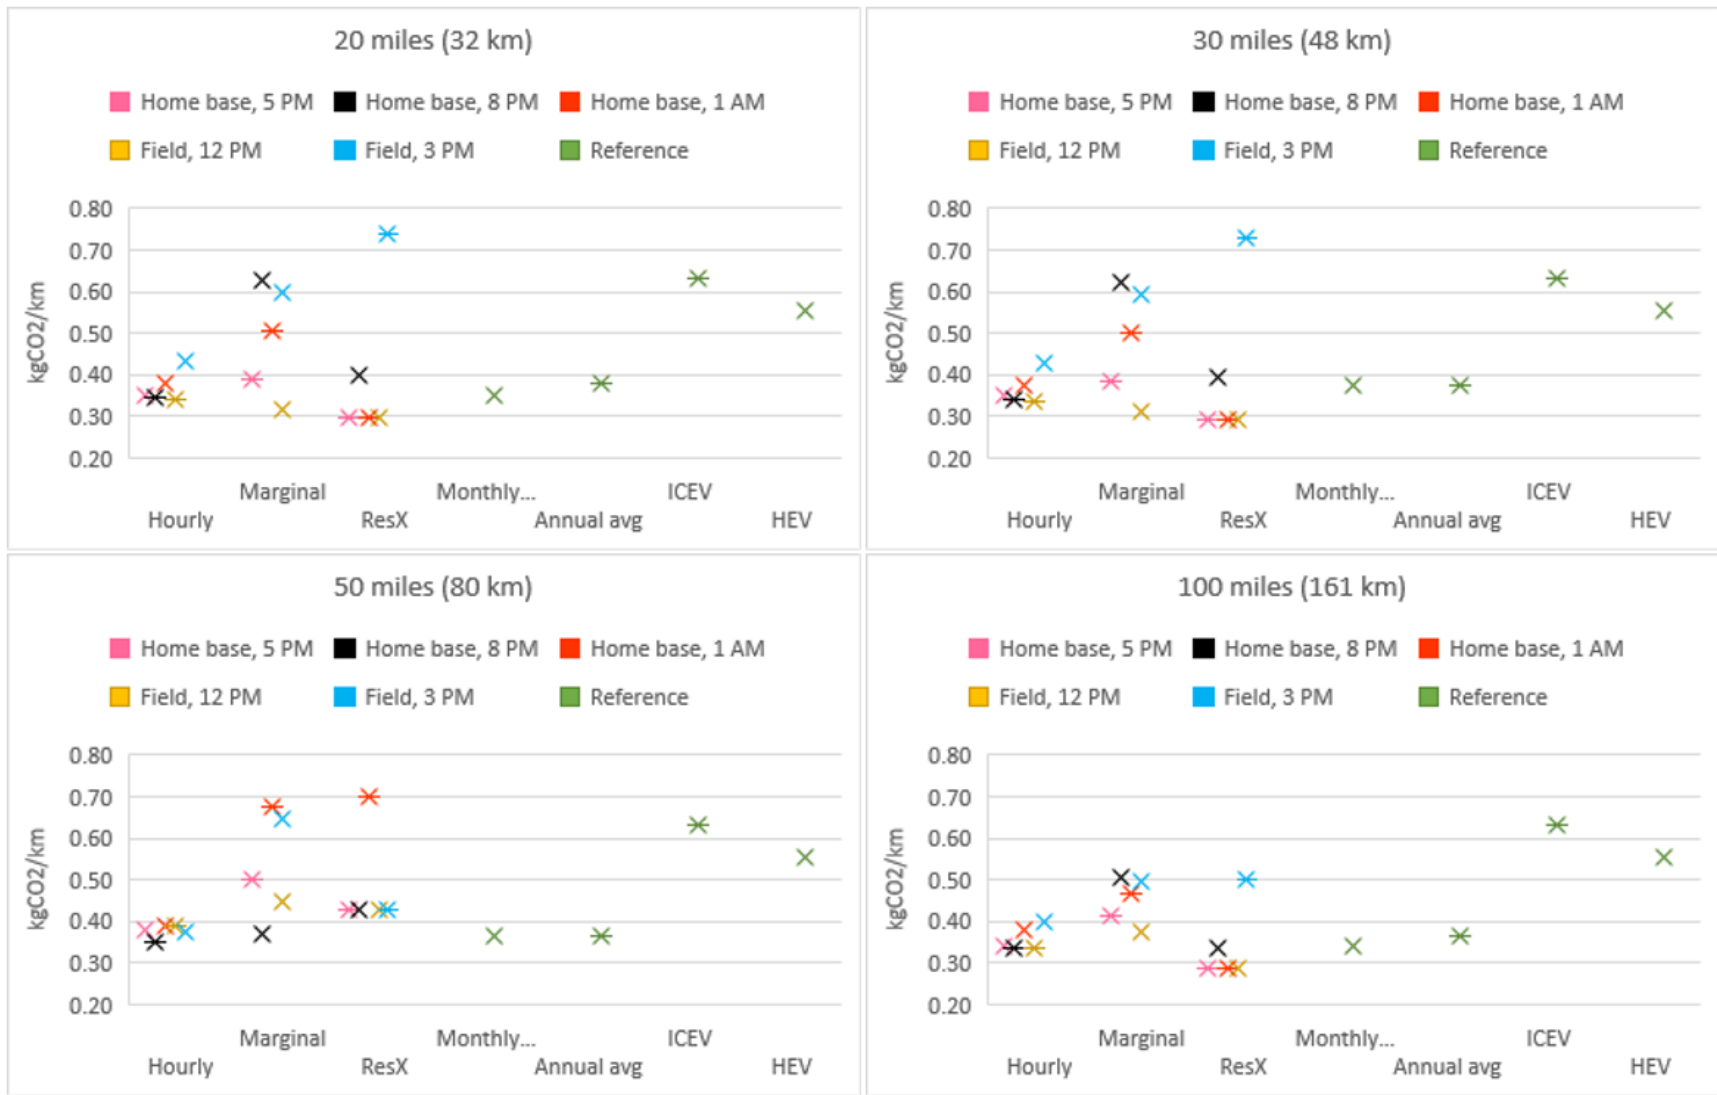 20 miles (32 km)
Home base, 5 PM Home base, 8 PM Home base, 1 AM
Field, 12 PM Field, 3 PM Reference
kgCO2/km
0.80
0.70
0.60
0.50
0.40
0.30
0.20
Marginal Monthly... ICEV
Hourly ResX Annual avg HEV
30 miles (48 km)
Home base, 5 PM Home base, 8 PM Home base, 1 AM
Field, 12 PM Field, 3 PM Reference
kgCO2/km
0.80
0.70
0.60
0.50
0.40
0.30
0.20
Marginal Monthly... ICEV
Hourly ResX Annual avg HEV
50 miles (80 km)
Home base, 5 PM Home base, 8 PM Home base, 1 AM
Field, 12 PM Field, 3 PM Reference
kgCO2/km
0.80
0.70
0.60
0.50
0.40
0.30
0.20
Marginal Monthly... ICEV
Hourly ResX Annual avg HEV
100 miles (161 km)
Home base, 5 PM Home base, 8 PM Home base, 1 AM
Field, 12 PM Field, 3 PM Reference
kgCO2/km
0.80
0.70
0.60
0.50
0.40
0.30
0.20
Marginal Monthly... ICEV
Hourly ResX Annual avg HEV